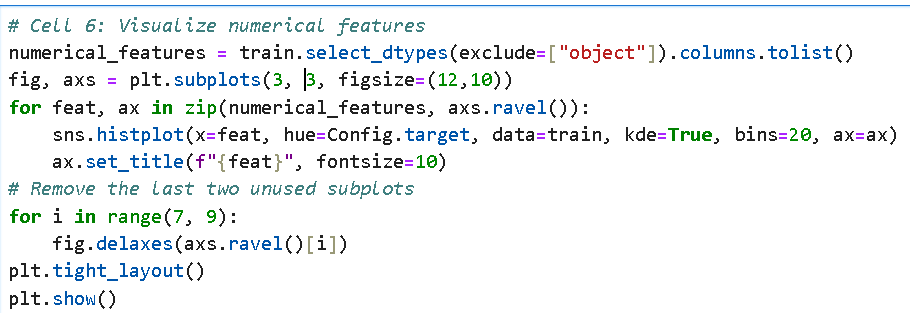 # Cell 6: Visualize numerical features
numerical_features = train.select_dtypes(exclude=["object"]).columns.tolist()
fig, axs = plt.subplots(3, 3, figsize=(12,10))
for feat, ax in zip(numerical_features, axs.ravel()):
    sns.histplot(x=feat, hue=Config.target, data=train, kde=True, bins=20, ax=ax)
    ax.set_title(f"{feat}", fontsize=10)
# Remove the last two unused subplots
for i in range(7, 9):
    fig.delaxes(axs.ravel()[i])
plt.tight_layout()
plt.show()